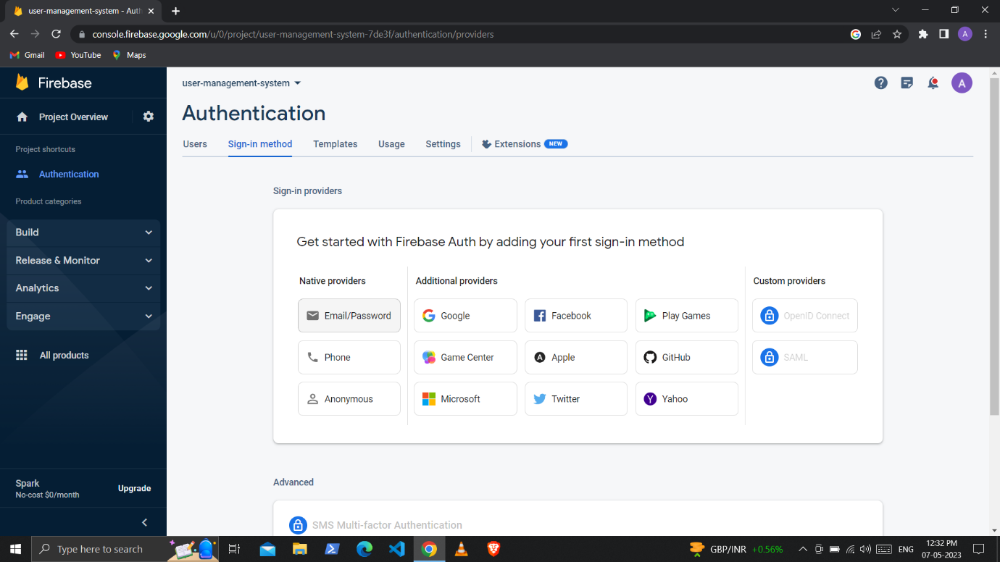 user-management-system - Auth
console.firebase.google.com/u/0/project/user-management-system-7de3f/authentication/providers
A
Gmail YouTube Maps
Firebase
Project Overview
Project shortcuts
Authentication
Product categories
Build
Release & Monitor
Analytics
Engage
All products
Spark
No-cost $0/month
Upgrade
user-management-system
A
Authentication
Users Sign-in method Templates Usage Settings Extensions NEW
Sign-in providers
Get started with Firebase Auth by adding your first sign-in method
Native providers
Email/Password
Phone
Anonymous
Additional providers
Google Facebook Play Games
Game Center Apple GitHub
Microsoft Twitter Yahoo
Custom providers
OpenID Connect
SAML
Advanced
SMS Multi-factor Authentication
Type here to search
GBP/INR +0.56%
ENG
12:32 PM
07-05-2023